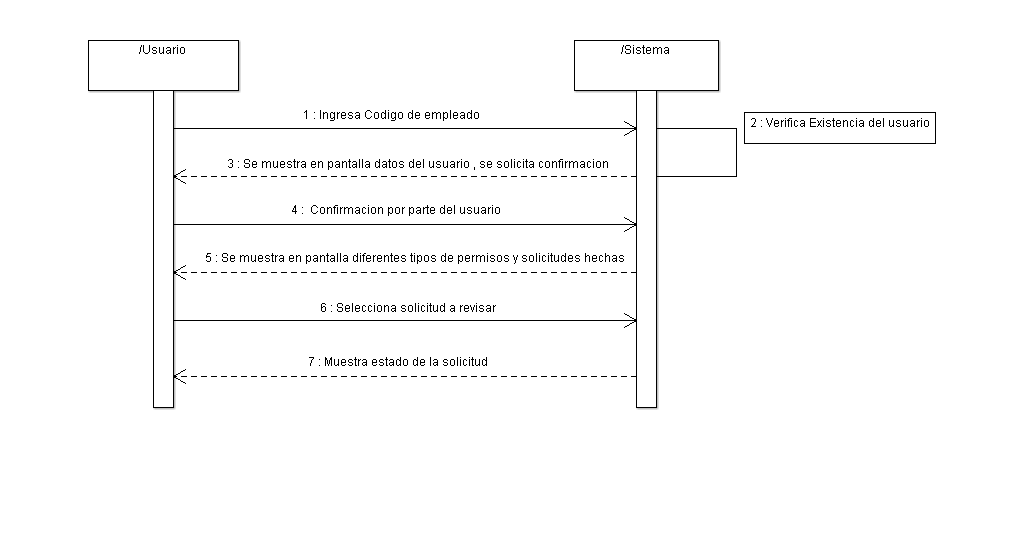 /Usuario
/Sistema
1 : Ingresa Codigo de empleado
2 : Verifica Existencia del usuario
3 : Se muestra en pantalla datos del usuario , se solicita confirmacion
4 :  Confirmacion por parte del usuario
5 : Se muestra en pantalla diferentes tipos de permisos y solicitudes hechas
6 : Selecciona solicitud a revisar
7 : Muestra estado de la solicitud